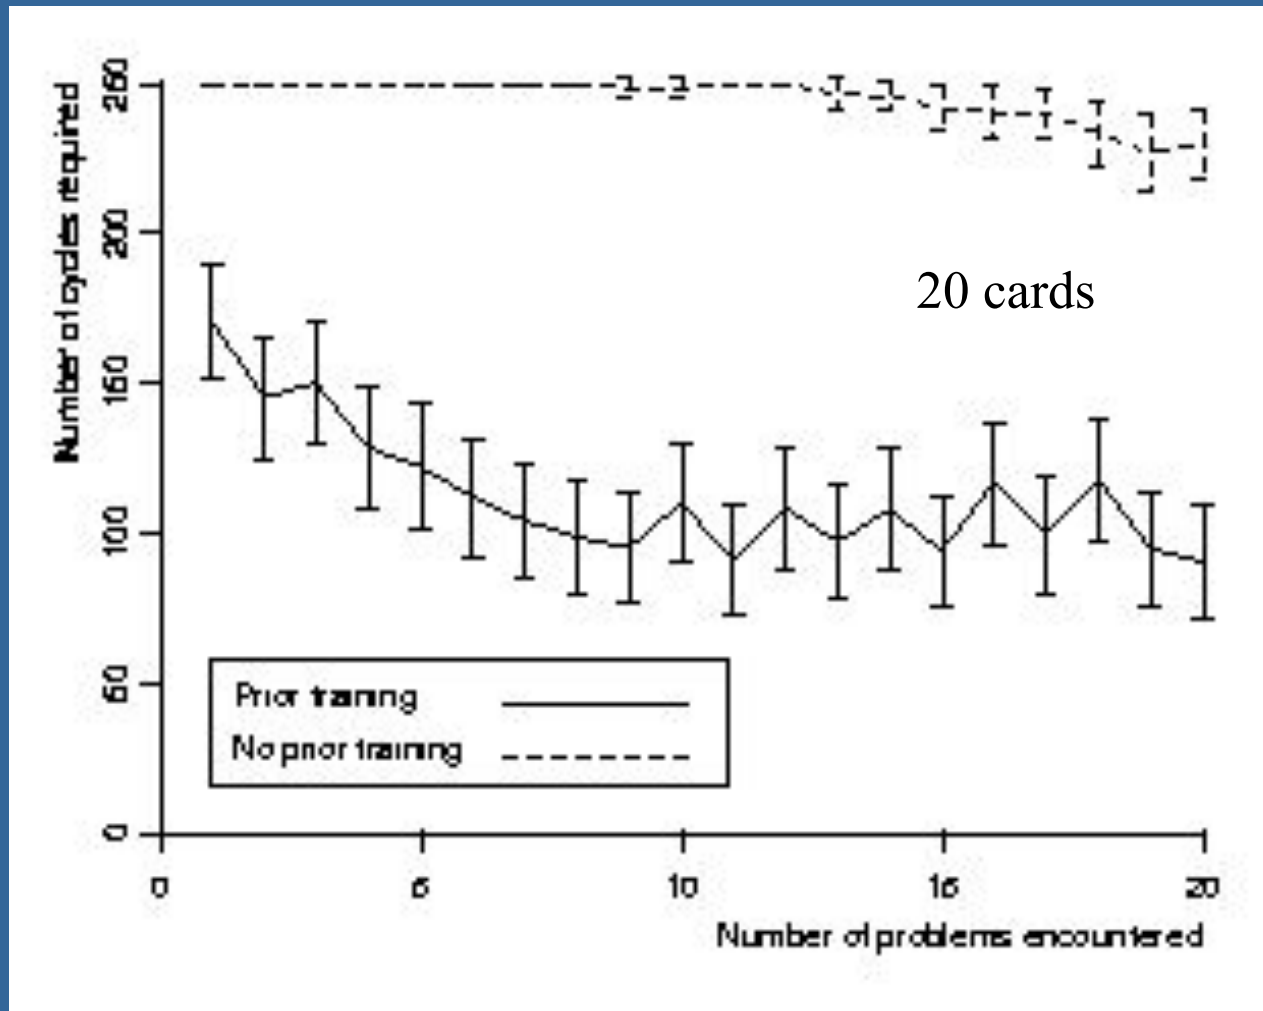 Number of cycles required
250
200
150
100
50
0
20 cards
Prior training
No prior training
0
5
10
15
20
Number of problems encountered